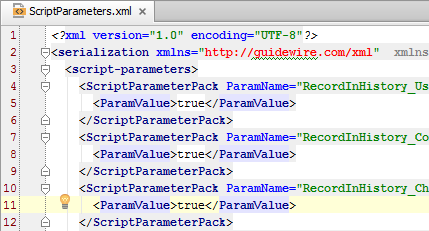 ScriptParameters.xml ×
1 <?xml version="1.0" encoding="UTF-8"?>
2 <serialization xmlns="http://guidewire.com/xml" xmlns
3 <script-parameters>
4 <ScriptParameterPack ParamName="RecordInHistory_Us
5 <ParamValue>true</ParamValue>
6 </ScriptParameterPack>
7 <ScriptParameterPack ParamName="RecordInHistory_Co
8 <ParamValue>true</ParamValue>
9 </ScriptParameterPack>
10 <ScriptParameterPack ParamName="RecordInHistory_Ch
11 <ParamValue>true</ParamValue>
12 </ScriptParameterPack>